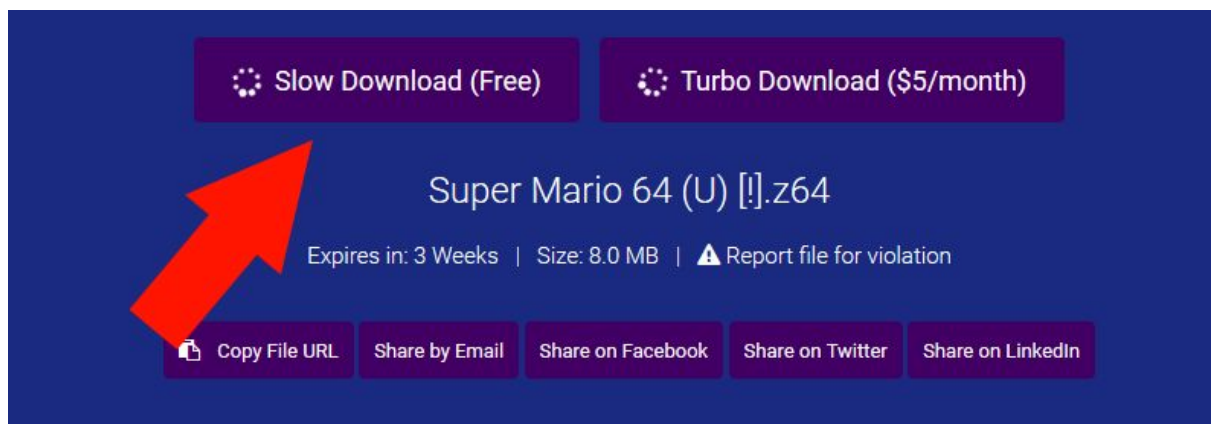 Slow Download (Free) Turbo Download ($5/month)
Super Mario 64 (U) [!].z64
Expires in: 3 Weeks | Size: 8.0 MB | Report file for violation
Copy File URL Share by Email Share on Facebook Share on Twitter Share on LinkedIn